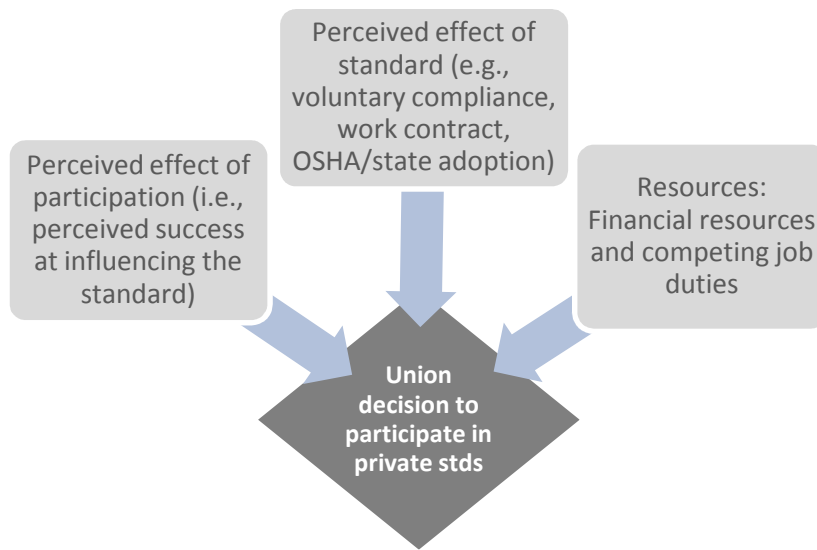 Perceived effect of
standard (e.g.,
voluntary compliance,
work contract,
OSHA/state adoption)
Perceived effect of
participation (i.e.,
perceived success
at influencing the
standard)
Resources:
Financial resources
and competing job
duties
Union
decision to
participate in
private stds